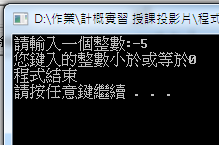 D:\作業\計概實習 授課投影片\程式
請輸入一個整數:-5
您鍵入的整數小於或等於0
程式結束
請按任意鍵繼續 . . .